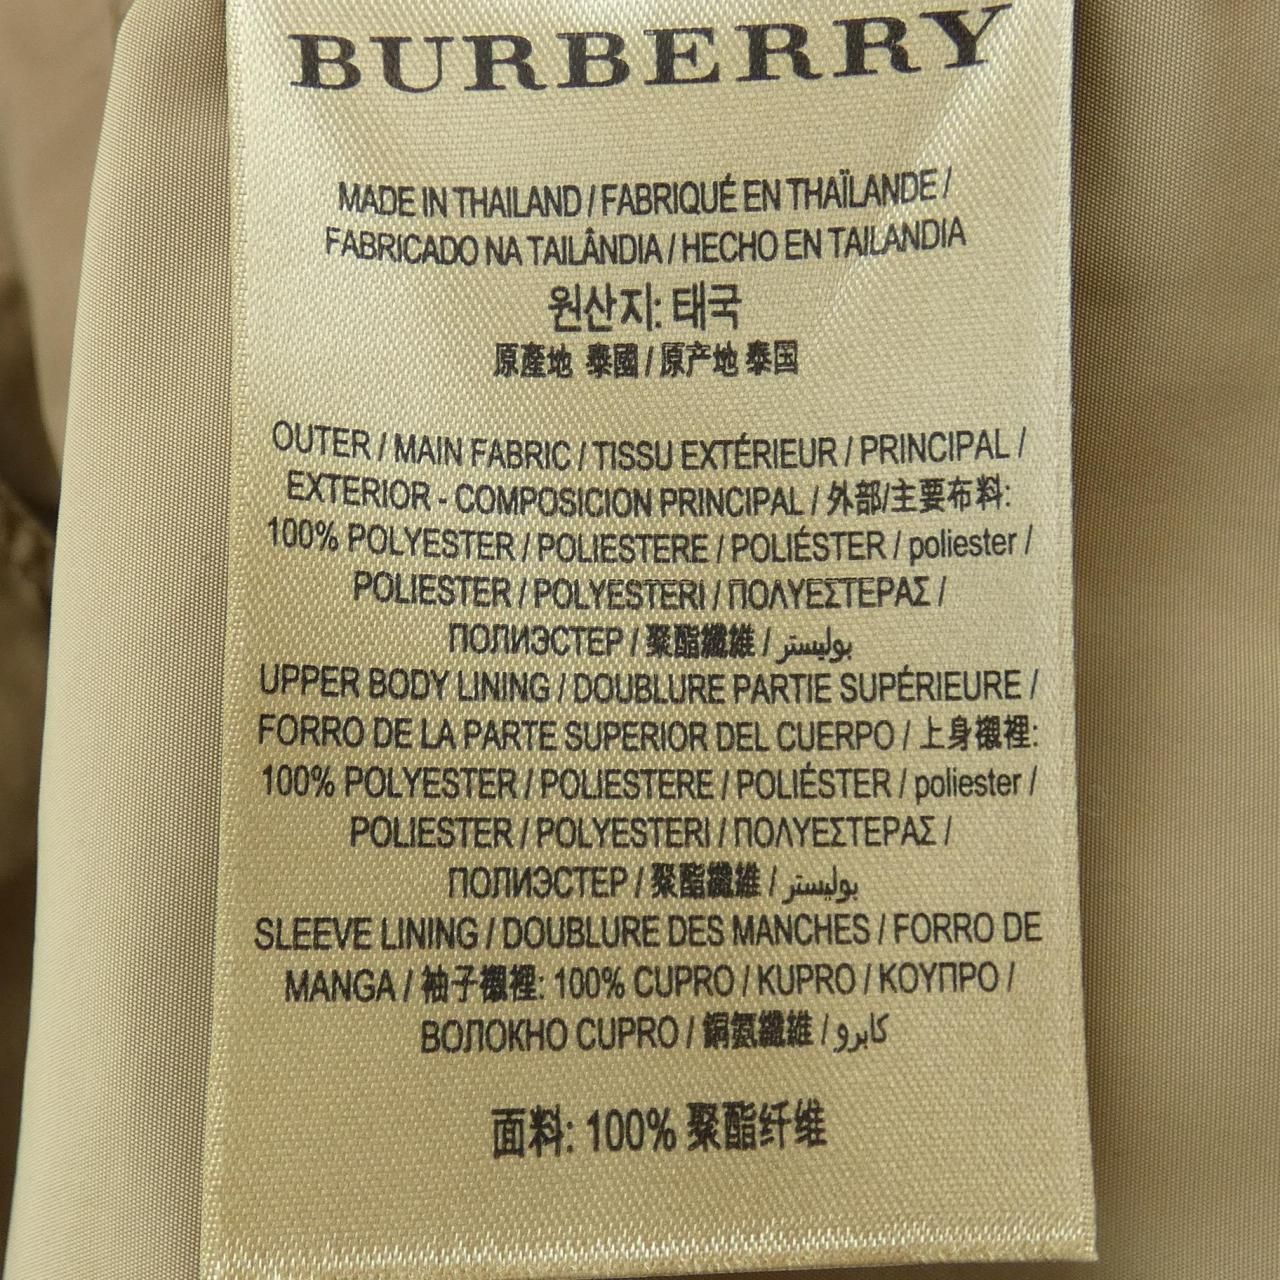 BURBERRY
MADE IN THAILAND / FABRIQUÉ EN THAÏLANDE /
FABRICADO NA TAILÂNDIA / HECHO EN TAILANDIA
원산지: 태국
原產地 泰國 / 原产地 泰国
OUTER / MAIN FABRIC / TISSU EXTÉRIEUR / PRINCIPAL /
EXTERIOR - COMPOSICION PRINCIPAL / 外部/主要布料:
100% POLYESTER / POLIESTERE / POLIÉSTER / poliester /
POLIESTER / POLYESTERI / ΠΟΛΥΕΣΤΕΡΑΣ /
ПОЛИЭСТЕР / 聚酯纖維 / بوليستر
UPPER BODY LINING / DOUBLURE PARTIE SUPÉRIEURE /
FORRO DE LA PARTE SUPERIOR DEL CUERPO / 上身襯裡:
100% POLYESTER / POLIESTERE / POLIÉSTER / poliester /
POLIESTER / POLYESTERI / ΠΟΛΥΕΣΤΕΡΑΣ /
ПОЛИЭСТЕР / 聚酯纖維 / بوليستر
SLEEVE LINING / DOUBLURE DES MANCHES / FORRO DE
MANGA / 袖子襯裡: 100% CUPRO / KUPRO / ΚΟΥΠΡΟ /
ВОЛОКНО CUPRO / 銅氨纖維 / كابرو
面料: 100% 聚酯纤维